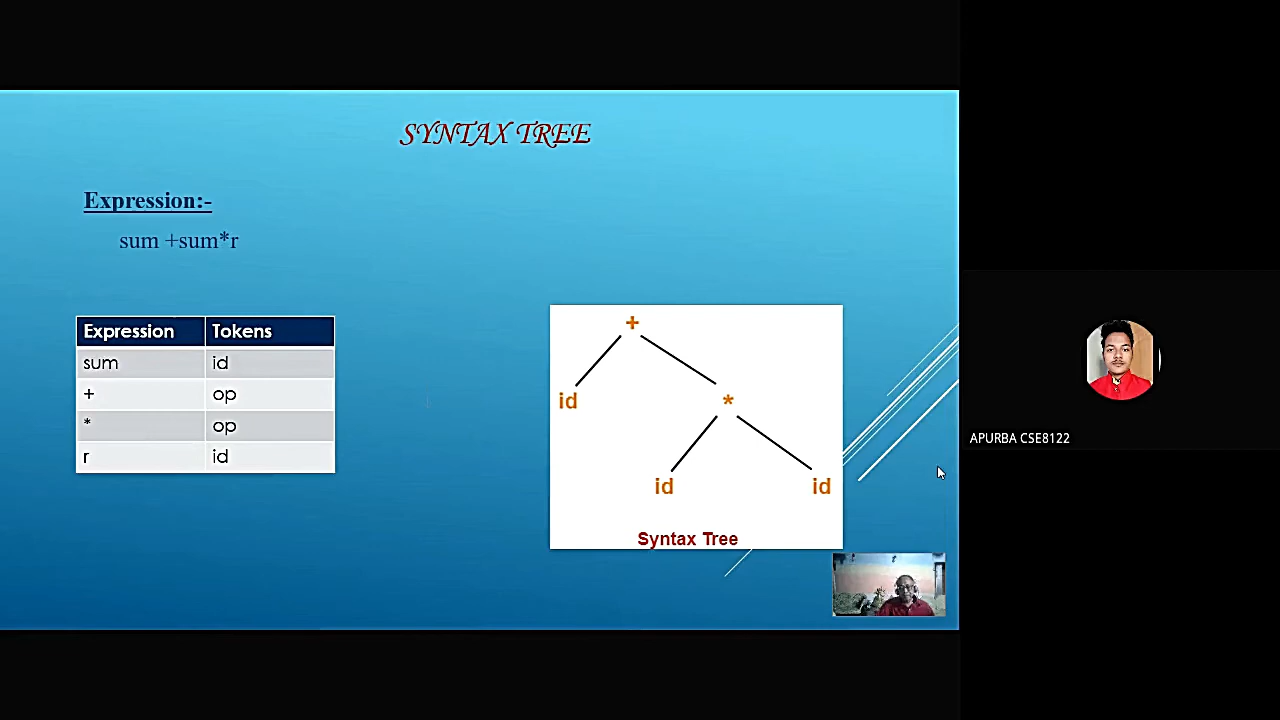 SYNTAX TREE
Expression:-
sum +sum*r
Expression Tokens
sum id
+ op
* op
r id
+
id *
id id
Syntax Tree
APURBA CSE8122